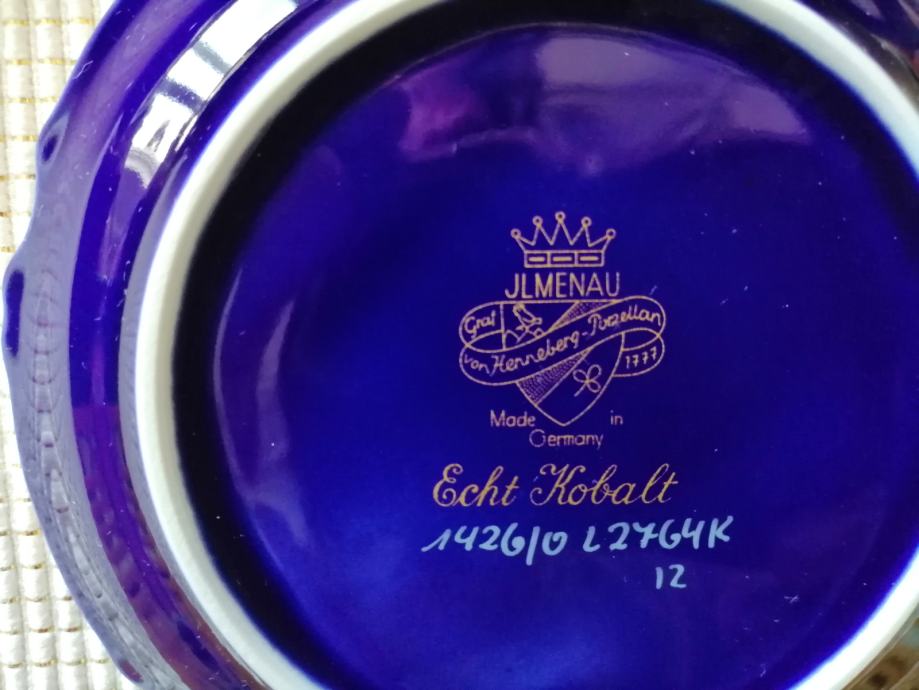 JLMENAU
Graf
von Henneberg-Porzellan
1777
Made in
Germany
Echt Kobalt
1426/0 L2764K
12